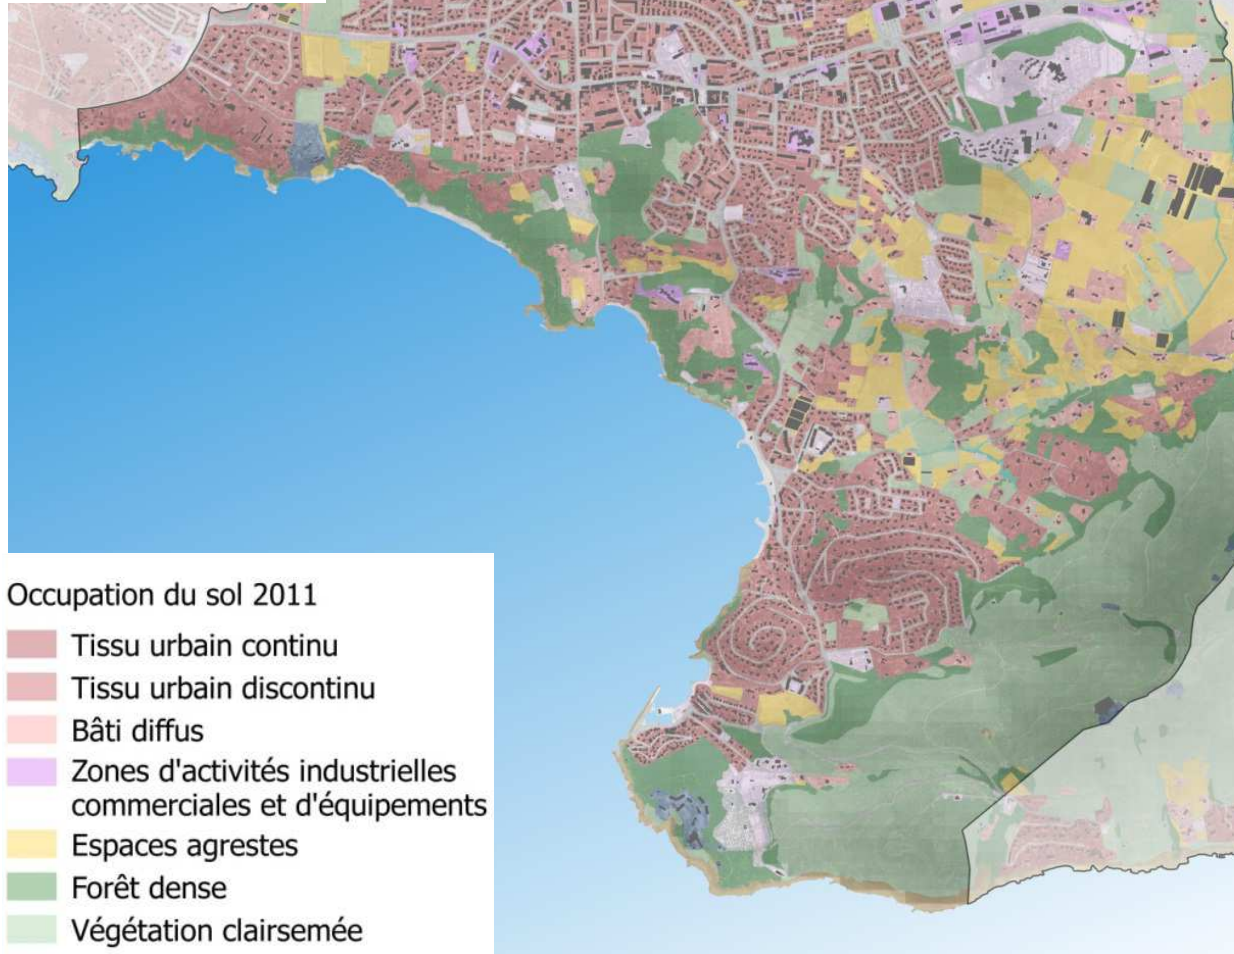 Occupation du sol 2011
Tissu urbain continu
Tissu urbain discontinu
Bâti diffus
Zones d'activités industrielles
commerciales et d'équipements
Espaces agrestes
Forêt dense
Végétation clairsemée